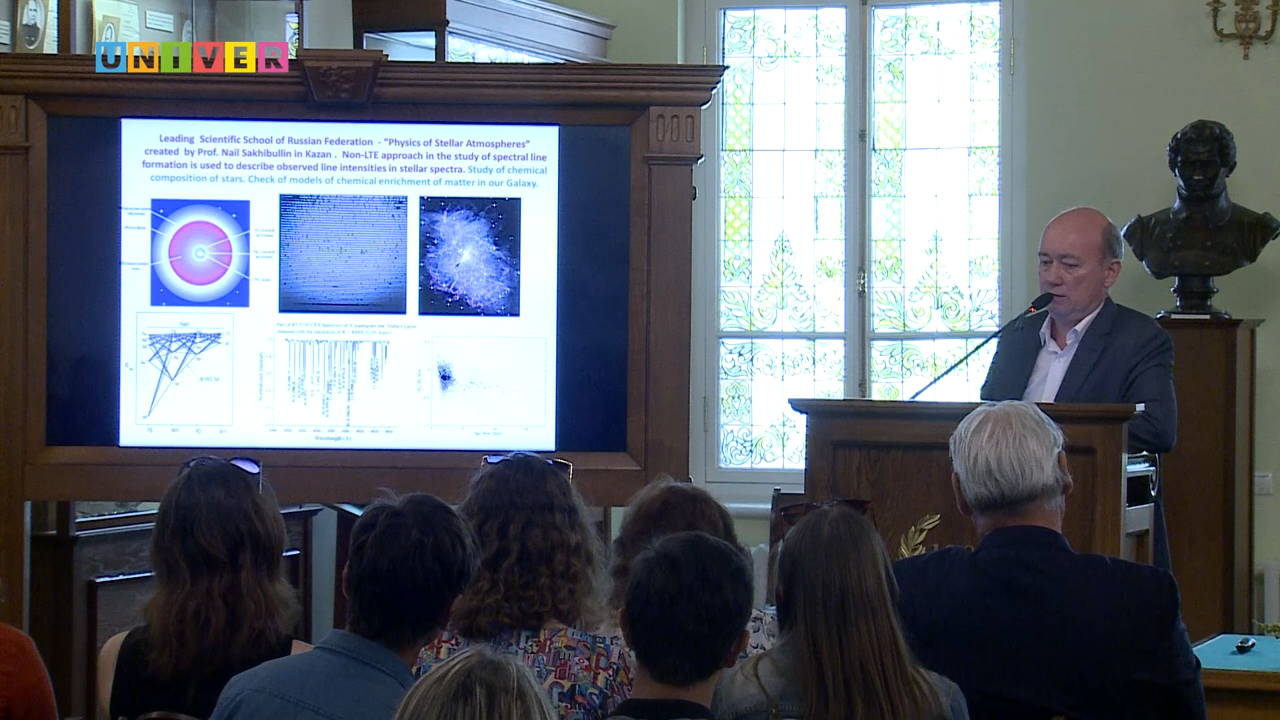 UNIVER
Leading Scientific School of Russian Federation - "Physics of Stellar Atmospheres"
created by Prof. Nail Sakhibullin in Kazan . Non-LTE approach in the study of spectral line
formation is used to describe observed line intensities in stellar spectra. Study of chemical
composition of stars. Check of models of chemical enrichment of matter in our Galaxy.
Wavelength (Å)